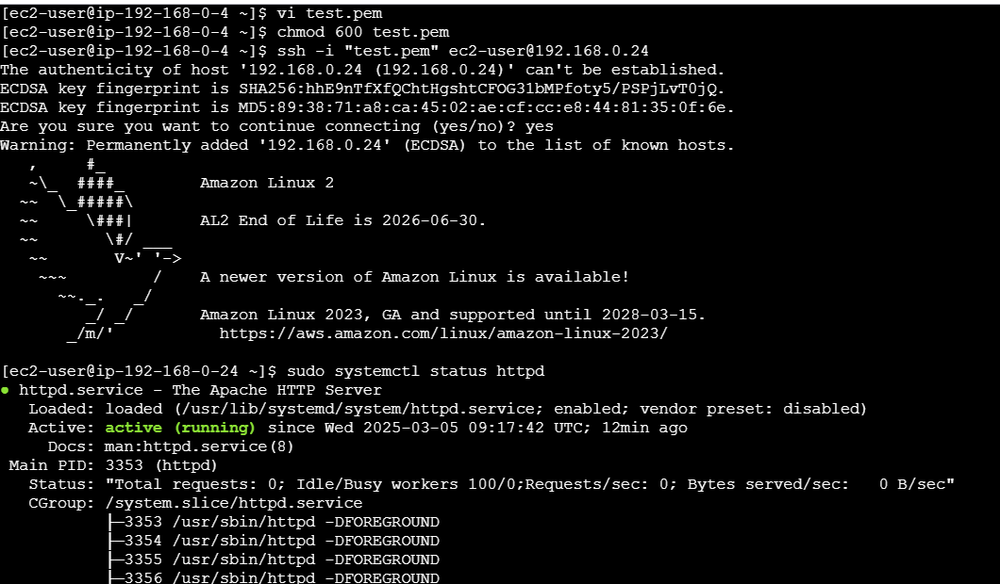 [ec2-user@ip-192-168-0-4 ~]$ vi test.pem
[ec2-user@ip-192-168-0-4 ~]$ chmod 600 test.pem
[ec2-user@ip-192-168-0-4 ~]$ ssh -i "test.pem" ec2-user@192.168.0.24
The authenticity of host '192.168.0.24 (192.168.0.24)' can't be established.
ECDSA key fingerprint is SHA256:hhE9nTfXfQChtHgshtCFOG3lbMPfoty5/PSPjLvT0jQ.
ECDSA key fingerprint is MD5:89:38:71:a8:ca:45:02:ae:cf:cc:e8:44:81:35:0f:6e.
Are you sure you want to continue connecting (yes/no)? yes
Warning: Permanently added '192.168.0.24' (ECDSA) to the list of known hosts.
   ,     #_
   ~\_  ####_        Amazon Linux 2
  ~~  \_#####\
  ~~     \###|       AL2 End of Life is 2026-06-30.
  ~~       \#/ ___
   ~~       V~' '->
    ~~~         /    A newer version of Amazon Linux is available!
      ~~._.   _/
         _/ _/       Amazon Linux 2023, GA and supported until 2028-03-15.
       _/m/'           https://aws.amazon.com/linux/amazon-linux-2023/
[ec2-user@ip-192-168-0-24 ~]$ sudo systemctl status httpd
● httpd.service - The Apache HTTP Server
   Loaded: loaded (/usr/lib/systemd/system/httpd.service; enabled; vendor preset: disabled)
   Active: active (running) since Wed 2025-03-05 09:17:42 UTC; 12min ago
     Docs: man:httpd.service(8)
 Main PID: 3353 (httpd)
   Status: "Total requests: 0; Idle/Busy workers 100/0;Requests/sec: 0; Bytes served/sec:   0 B/sec"
   CGroup: /system.slice/httpd.service
           ├─3353 /usr/sbin/httpd -DFOREGROUND
           ├─3354 /usr/sbin/httpd -DFOREGROUND
           ├─3355 /usr/sbin/httpd -DFOREGROUND
           ├─3356 /usr/sbin/httpd -DFOREGROUND